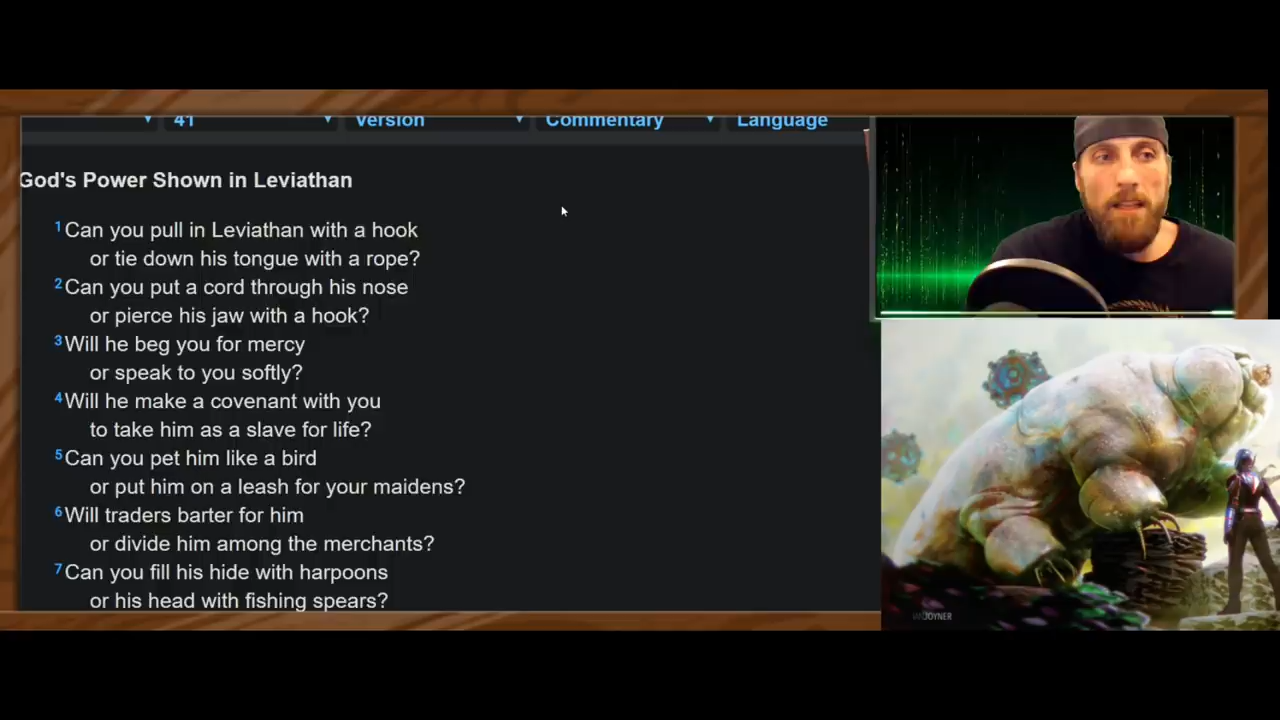 41 Version Commentary Language
God's Power Shown in Leviathan
1 Can you pull in Leviathan with a hook
or tie down his tongue with a rope?
2 Can you put a cord through his nose
or pierce his jaw with a hook?
3 Will he beg you for mercy
or speak to you softly?
4 Will he make a covenant with you
to take him as a slave for life?
5 Can you pet him like a bird
or put him on a leash for your maidens?
6 Will traders barter for him
or divide him among the merchants?
7 Can you fill his hide with harpoons
or his head with fishing spears?
JOYNER